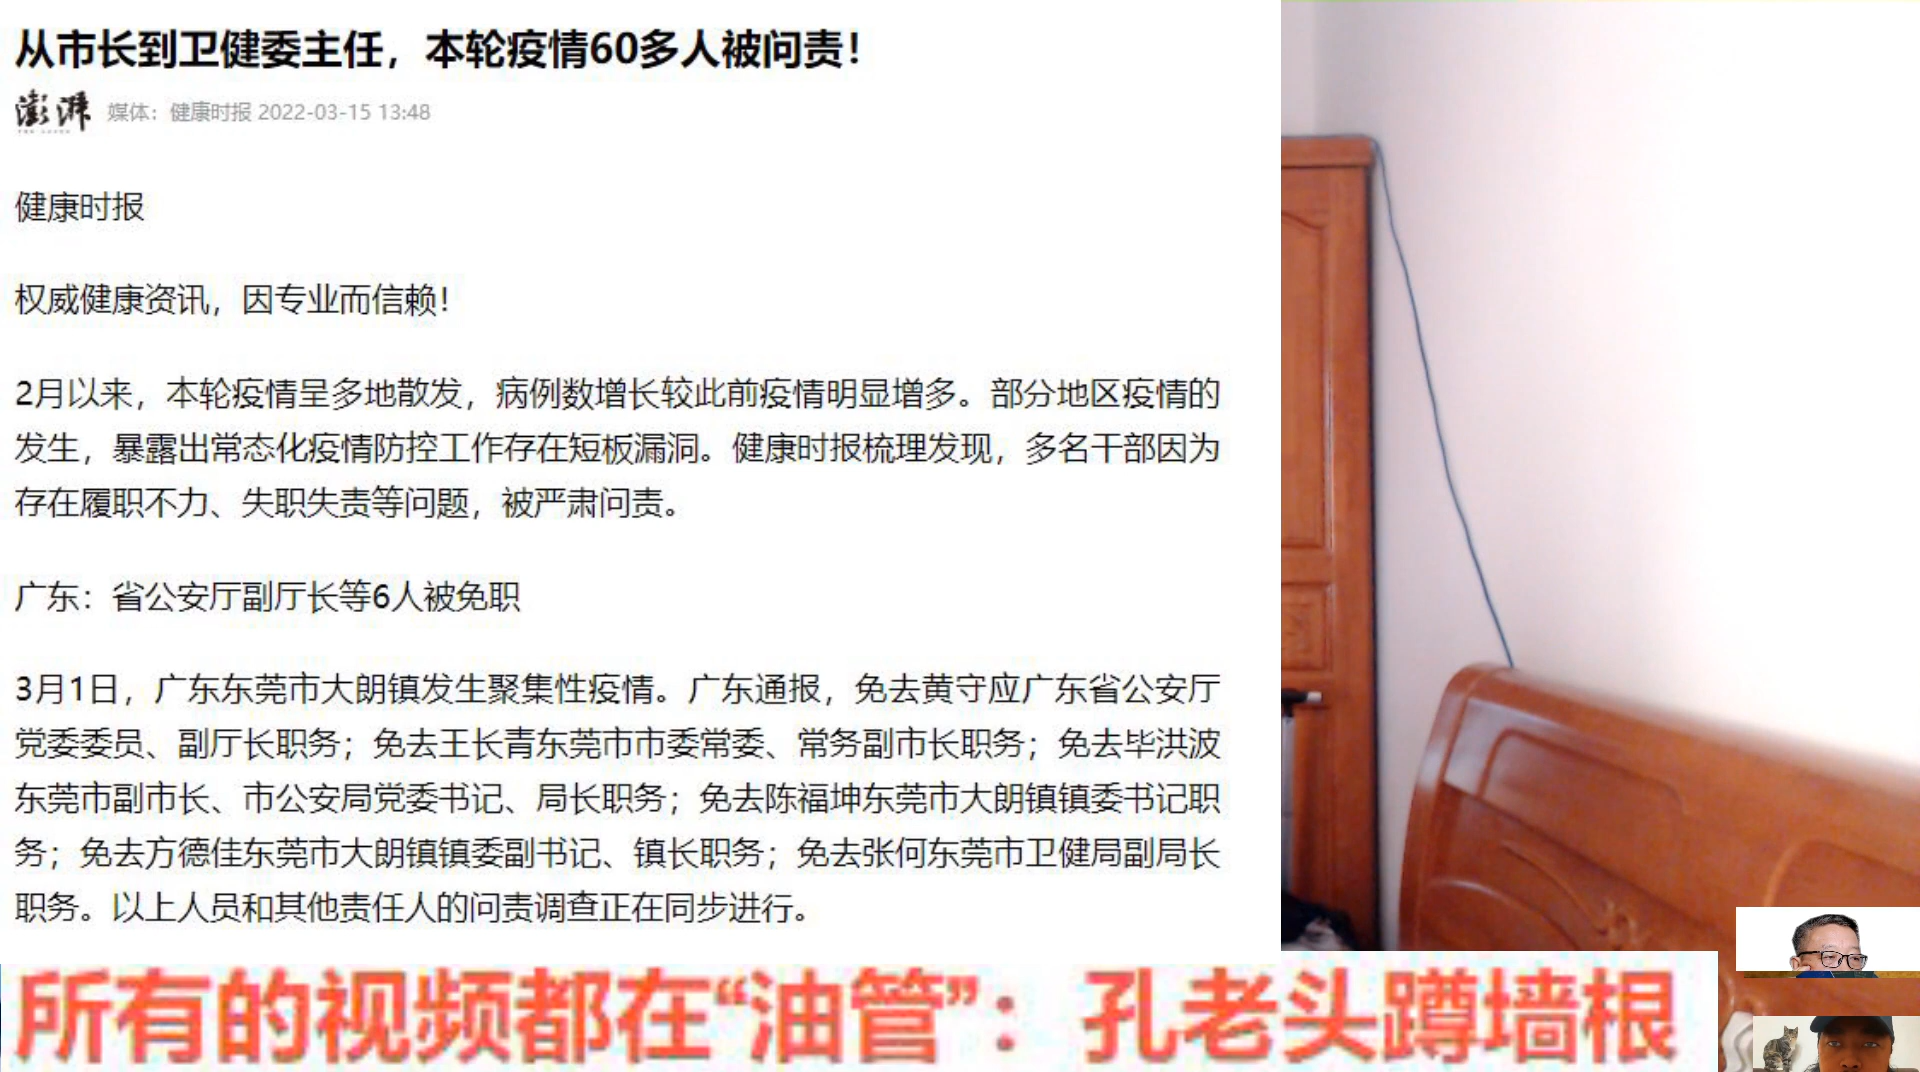 从市长到卫健委主任，本轮疫情60多人被问责！
澎湃 媒体：健康时报 2022-03-15 13:48
健康时报
权威健康资讯，因专业而信赖！
2月以来，本轮疫情呈多地散发，病例数增长较此前疫情明显增多。部分地区疫情的
发生，暴露出常态化疫情防控工作存在短板漏洞。健康时报梳理发现，多名干部因为
存在履职不力、失职失责等问题，被严肃问责。
广东：省公安厅副厅长等6人被免职
3月1日，广东东莞市大朗镇发生聚集性疫情。广东通报，免去黄守应广东省公安厅
党委委员、副厅长职务；免去王长青东莞市市委常委、常务副市长职务；免去毕洪波
东莞市副市长、市公安局党委书记、局长职务；免去陈福坤东莞市大朗镇镇委书记职
务；免去方德佳东莞市大朗镇镇委副书记、镇长职务；免去张何东莞市卫健局副局长
职务。以上人员和其他责任人的问责调查正在同步进行。
所有的视频都在“油管”：孔老头蹲墙根